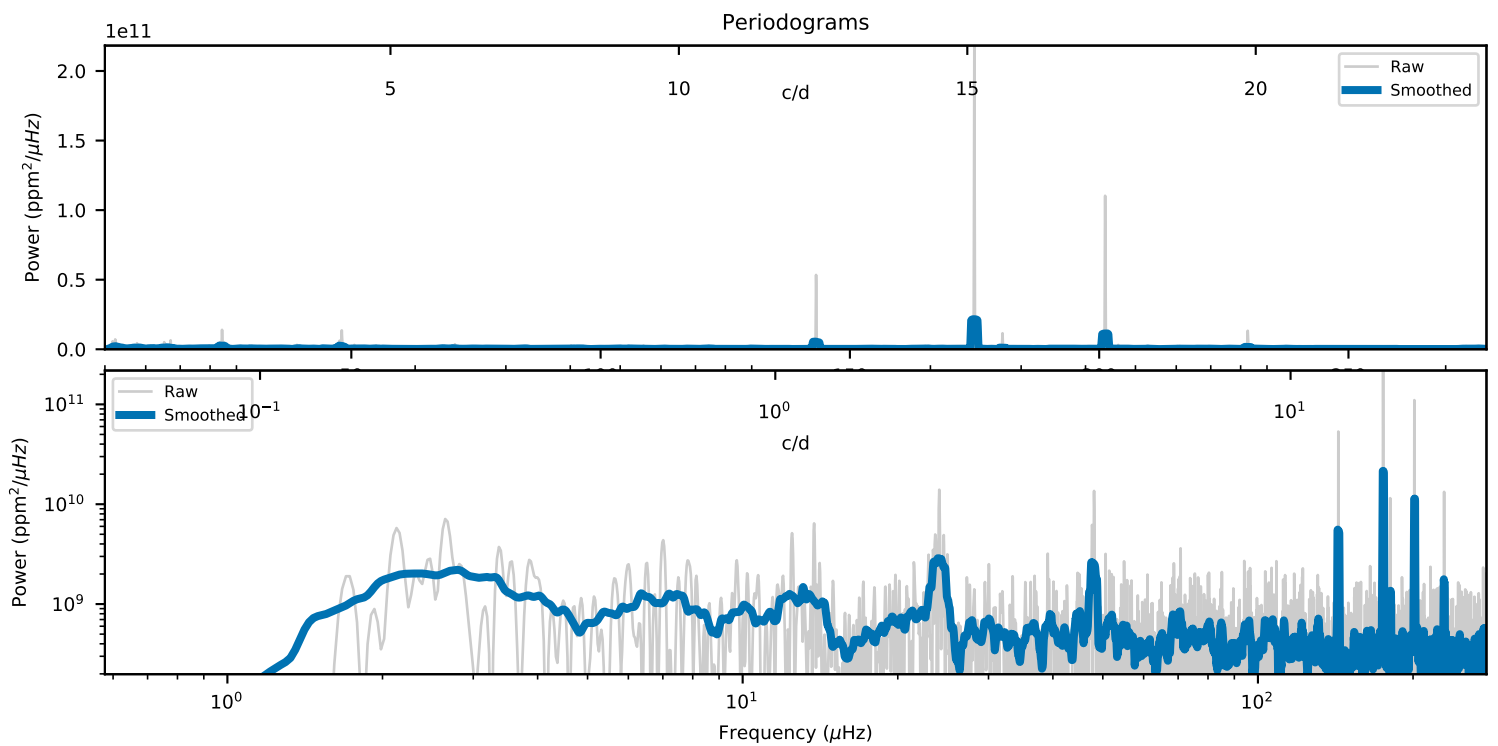 Periodograms
1e11
5 10 15 20
c/d
Raw
Smoothed
2.0
1.5
1.0
0.5
0.0
Power (ppm²/μHz)
Raw
Smoothed
10⁻¹ 10⁰ 10¹
c/d
10¹¹
10¹⁰
10⁹
Power (ppm²/μHz)
10⁰ 10¹ 10²
Frequency (μHz)